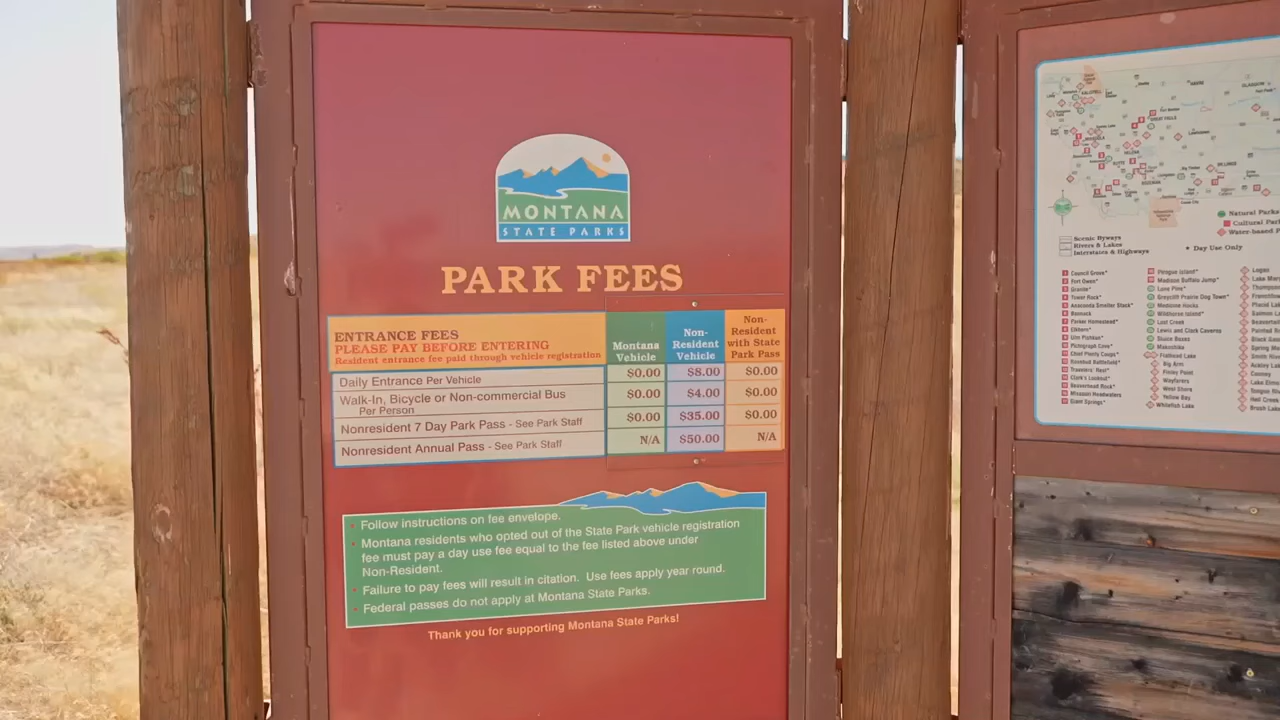 MONTANA
STATE PARKS
PARK FEES
ENTRANCE FEES
PLEASE PAY BEFORE ENTERING
Resident entrance fee paid through vehicle registration
Montana
Vehicle
Non-
Resident
Vehicle
Non-
Resident
with State
Park Pass
Daily Entrance Per Vehicle $0.00 $8.00 $0.00
Walk-In, Bicycle or Non-commercial Bus $0.00 $4.00 $0.00
Per Person
Nonresident 7 Day Park Pass - See Park Staff $0.00 $35.00 $0.00
Nonresident Annual Pass - See Park Staff N/A $50.00 N/A
• Follow instructions on fee envelope.
• Montana residents who opted out of the State Park vehicle registration
fee must pay a day use fee equal to the fee listed above under
Non-Resident.
• Failure to pay fees will result in citation. Use fees apply year round.
• Federal passes do not apply at Montana State Parks.
Thank you for supporting Montana State Parks!
Natural Parks
Cultural Par
Water-based P
Scenic Byways
Rivers & Lakes
Interstates & Highways
• Day Use Only
Council Grove*
Fort Owen*
Granite*
Tower Rock*
Anaconda Smelter Stack*
Bannack
Elkhorn*
Ulm Pishkun*
Pictograph Cave*
Chief Plenty Coups*
Rosebud Battlefield*
Travelers' Rest*
Clark's Lookout*
Beaverhead Rock*
Missouri Headwaters
Giant Springs*
Pirogue Island*
Madison Buffalo Jump*
Lone Pine*
Greycliff Prairie Dog Town*
Medicine Rocks
Wildhorse Island*
Lost Creek
Lewis and Clark Caverns
Sluice Boxes
Makoshika
Flathead Lake
Big Arm
Finley Point
Wayfarers
West Shore
Yellow Bay
Whitefish Lake
Logan